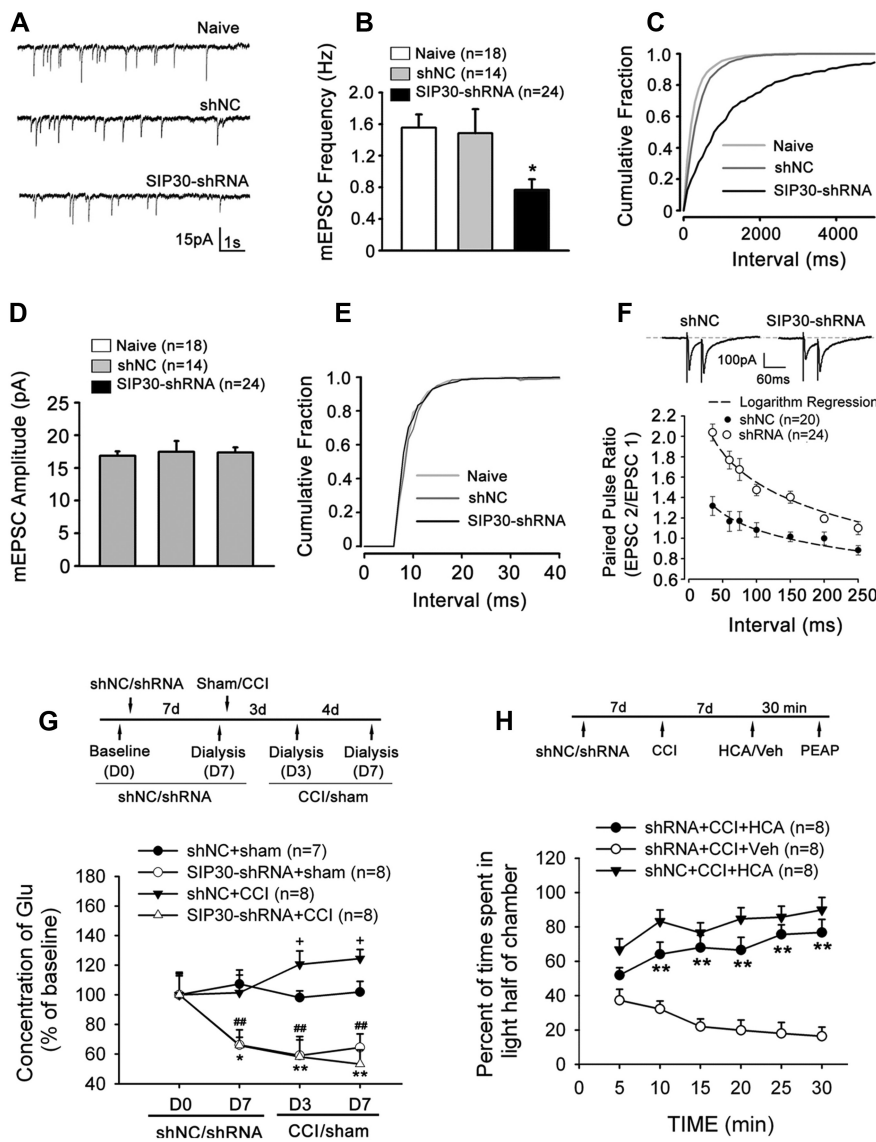 A
Naive
shNC
SIP30-shRNA
15pA
1s
B
Naive (n=18)
shNC (n=14)
SIP30-shRNA (n=24)
mEPSC Frequency (Hz)
2.0
1.6
1.2
0.8
0.4
0
*
C
Cumulative Fraction
1.0
0.8
0.6
0.4
0.2
0
Naive
shNC
SIP30-shRNA
0 2000 4000
Interval (ms)
D
Naive (n=18)
shNC (n=14)
SIP30-shRNA (n=24)
mEPSC Amplitude (pA)
25
20
15
10
5
0
E
Cumulative Fraction
1.0
0.8
0.6
0.4
0.2
0
Naive
shNC
SIP30-shRNA
0 10 20 30 40
Interval (ms)
F
shNC SIP30-shRNA
100pA
60ms
Logarithm Regression
shNC (n=20)
shRNA (n=24)
Paired Pulse Ratio
(EPSC 2/EPSC 1)
2.2
2.0
1.8
1.6
1.4
1.2
1.0
0.8
0.6
0 50 100 150 200 250
Interval (ms)
G
shNC/shRNA Sham/CCI
7d 3d 4d
Baseline Dialysis Dialysis Dialysis
(D0) (D7) (D3) (D7)
shNC/shRNA CCI/sham
shNC+sham (n=7)
SIP30-shRNA+sham (n=8)
shNC+CCI (n=8)
SIP30-shRNA+CCI (n=8)
Concentration of Glu
(% of baseline)
180
160
140
120
100
80
60
40
+ +
## ## ##
* ** **
D0 D7 D3 D7
shNC/shRNA CCI/sham
H
7d 7d 30 min
shNC/shRNA CCI HCA/Veh PEAP
shRNA+CCI+HCA (n=8)
shRNA+CCI+Veh (n=8)
shNC+CCI+HCA (n=8)
Percent of time spent in
light half of chamber
120
100
80
60
40
20
0
** ** ** ** **
5 10 15 20 25 30
TIME (min)